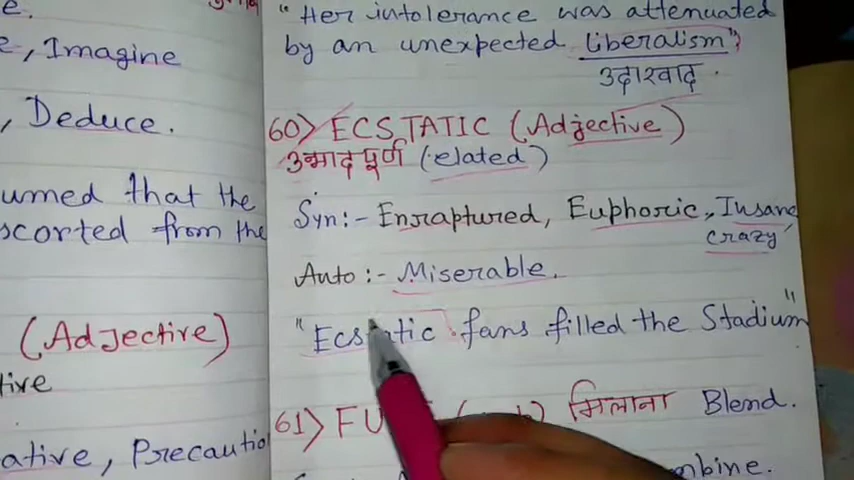 e.
, Imagine
, Deduce.
umed that the
scorted from the
(Adjective)
tive
ative, Precautio
"Her intolerance was attenuated
by an unexpected liberalism"
उदारवाद.
60) ECSTATIC (Adjective)
उन्मादपूर्ण (elated)
Syn:- Enraptured, Euphoric, Insane,
crazy
Anto:- Miserable.
"Ecstatic fans filled the Stadium"
61) FU मिलाना Blend.
mbine.